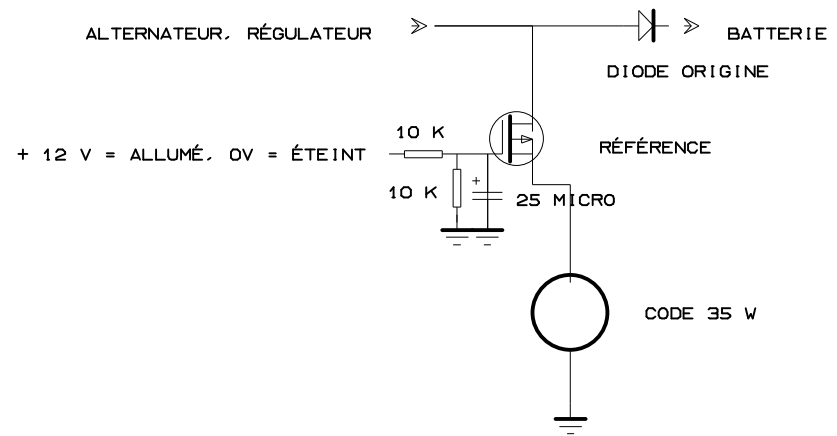 ALTERNATEUR, RÉGULATEUR
BATTERIE
DIODE ORIGINE
10 K
+ 12 V = ALLUMÉ, 0V = ÉTEINT
RÉFÉRENCE
10 K
+
25 MICRO
CODE 35 W